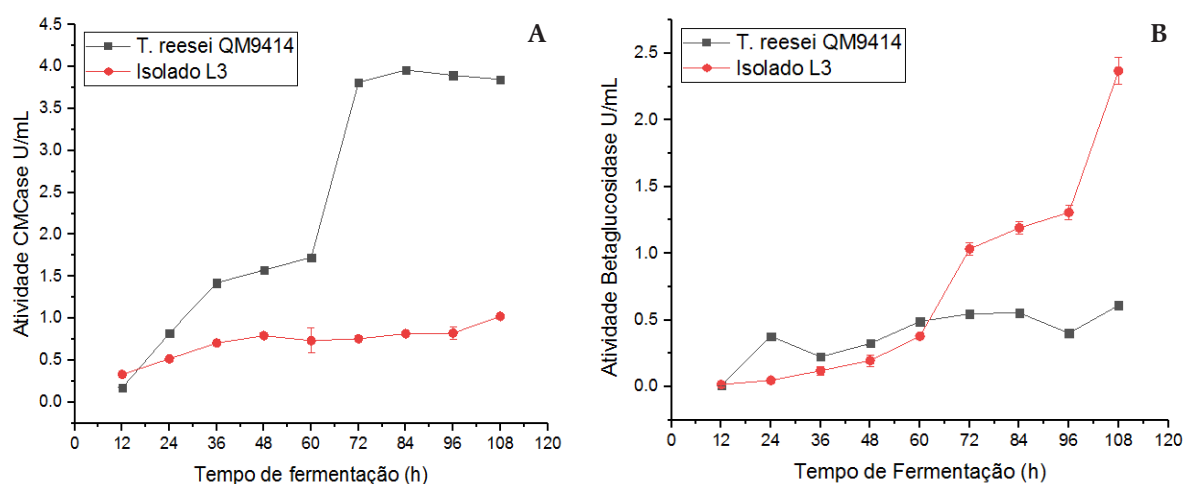 A
T. reesei QM9414
Isolado L3
Atividade CMCase U/mL
4.5
4.0
3.5
3.0
2.5
2.0
1.5
1.0
0.5
0.0
0 12 24 36 48 60 72 84 96 108 120
Tempo de fermentação (h)
B
T. reesei QM9414
Isolado L3
Atividade Betaglucosidase U/mL
2.5
2.0
1.5
1.0
0.5
0.0
0 12 24 36 48 60 72 84 96 108 120
Tempo de Fermentação (h)